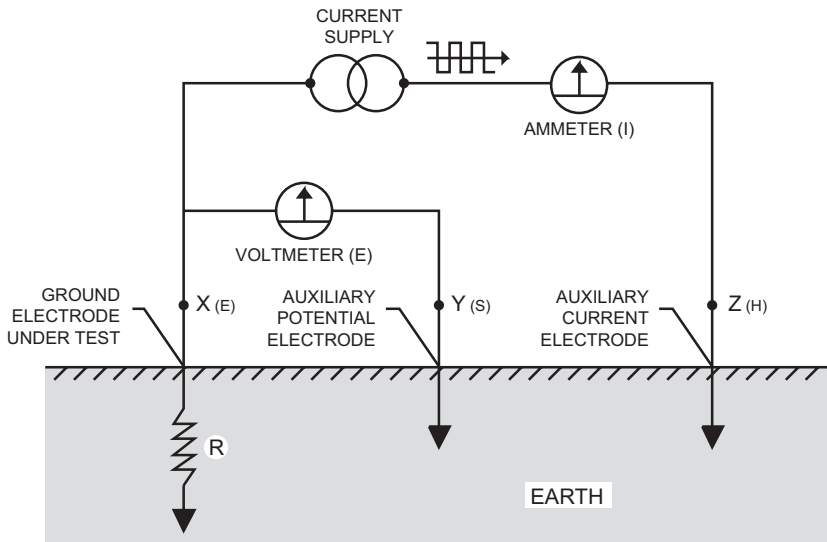 CURRENT
SUPPLY
AMMETER (I)
VOLTMETER (E)
GROUND
ELECTRODE
UNDER TEST
X (E)
AUXILIARY
POTENTIAL
ELECTRODE
Y (S)
AUXILIARY
CURRENT
ELECTRODE
Z (H)
R
EARTH